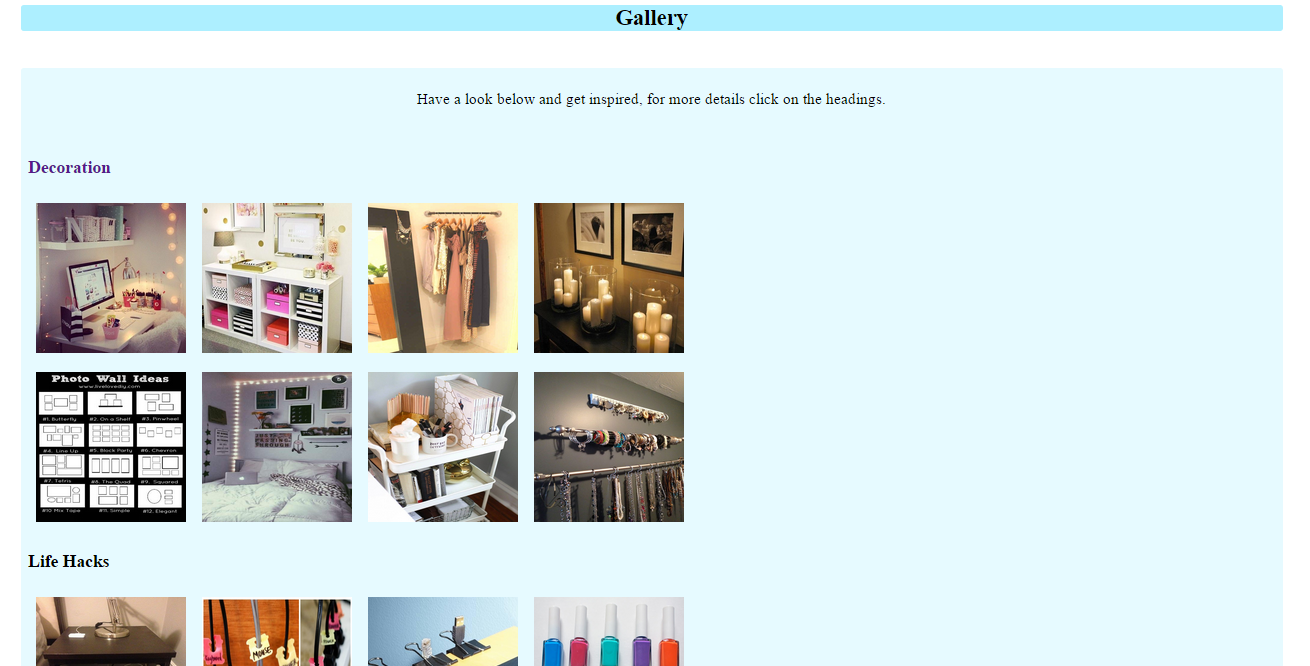 Gallery
Have a look below and get inspired, for more details click on the headings.
Decoration
Photo Wall Ideas
www.livelovediy.com
#1. Butterfly #2. On a Shelf #3. Pinwheel
#4. Line Up #5. Block Party #6. Chevron
#7. Tetris #8. The Quad #9. Squared
#10 Mix Tape #11. Simple #12. Elegant
Life Hacks